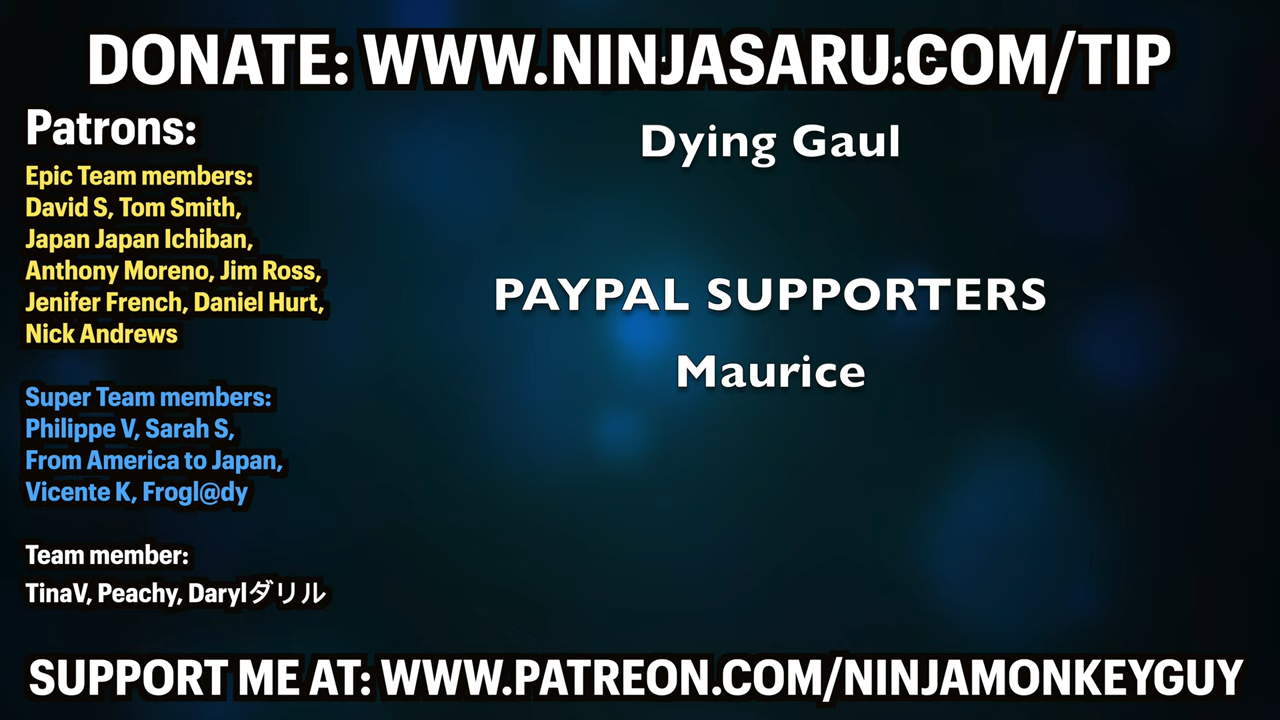 DONATE: WWW.NINJASARU.COM/TIP
Patrons:
Epic Team members:
David S, Tom Smith,
Japan Japan Ichiban,
Anthony Moreno, Jim Ross,
Jenifer French, Daniel Hurt,
Nick Andrews
Super Team members:
Philippe V, Sarah S,
From America to Japan,
Vicente K, Frogl@dy
Team member:
TinaV, Peachy, Darylダリル
Dying Gaul
PAYPAL SUPPORTERS
Maurice
SUPPORT ME AT: WWW.PATREON.COM/NINJAMONKEYGUY